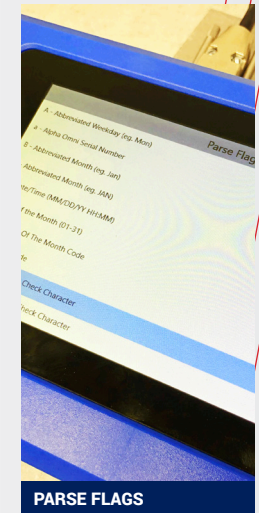 Parse Flag
A - Abbreviated Weekday (eg. Mon)
a - Alpha Omni Serial Number
B - Abbreviated Month (eg. Jan)
Abbreviated Month (eg. JAN)
te/Time (MM/DD/YY HH:MM)
f the Month (01-31)
Of The Month Code
de
Check Character
Check Character
PARSE FLAGS